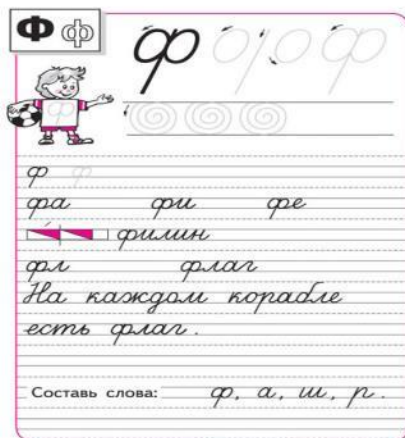 Ф ф ф
ф
ф ф
фа фи фе
филин
фл флаг
На каждом корабле
есть флаг.
Составь слова: ф, а, ш, р.